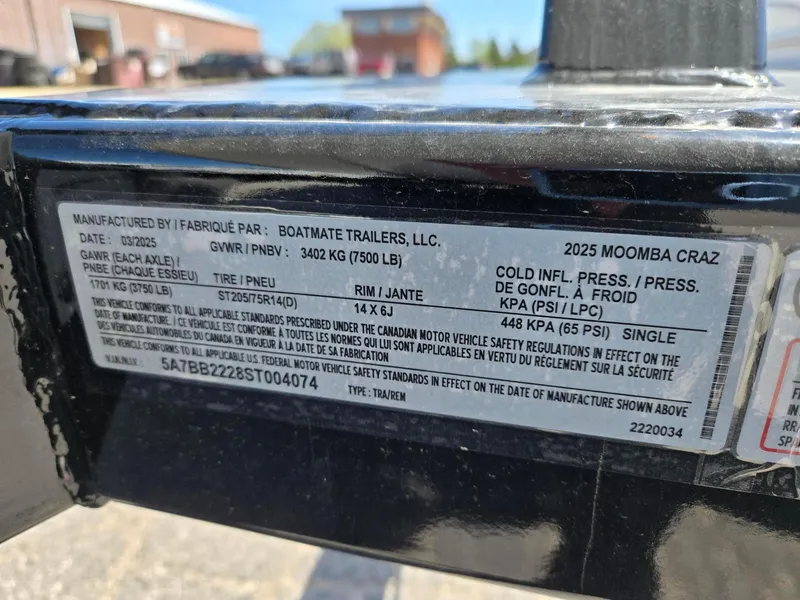 MANUFACTURED BY / FABRIQUÉ PAR : BOATMATE TRAILERS, LLC.
DATE : 03/2025 GVWR / PNBV : 3402 KG (7500 LB) 2025 MOOMBA CRAZ
GAWR (EACH AXLE) /
PNBE (CHAQUE ESSIEU) TIRE / PNEU RIM / JANTE COLD INFL. PRESS. / PRESS.
DE GONFL. À FROID
KPA (PSI / LPC)
1701 KG (3750 LB) ST205/75R14(D) 14 X 6J 448 KPA (65 PSI) SINGLE
THIS VEHICLE CONFORMS TO ALL APPLICABLE STANDARDS PRESCRIBED UNDER THE CANADIAN MOTOR VEHICLE SAFETY REGULATIONS IN EFFECT ON THE
DATE OF MANUFACTURE. / CE VÉHICULE EST CONFORME À TOUTES LES NORMES QUI LUI SONT APPLICABLES EN VERTU DU RÈGLEMENT SUR LA SÉCURITÉ
DES VÉHICULES AUTOMOBILES DU CANADA EN VIGUEUR À LA DATE DE SA FABRICATION
THIS VEHICLE CONFORMS TO ALL APPLICABLE U.S. FEDERAL MOTOR VEHICLE SAFETY STANDARDS IN EFFECT ON THE DATE OF MANUFACTURE SHOWN ABOVE
V.I.N./N.I.V.: 5A7BB2228ST004074 TYPE : TRA/REM 2220034